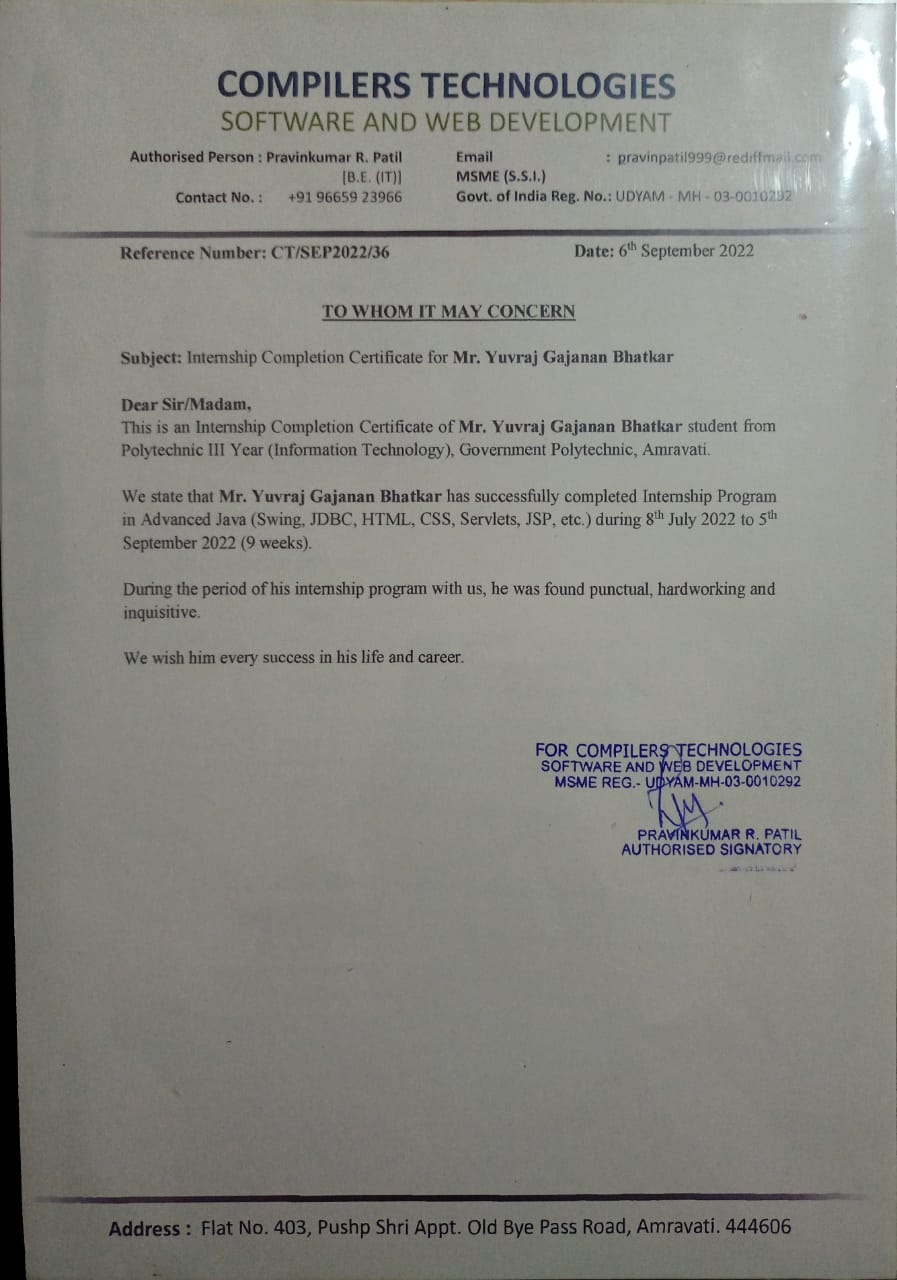 COMPILERS TECHNOLOGIES
SOFTWARE AND WEB DEVELOPMENT
Authorised Person : Pravinkumar R. Patil
[B.E. (IT)]
Contact No. : +91 96659 23966
Email : pravinpatil999@rediffmail.com
MSME (S.S.I.)
Govt. of India Reg. No.: UDYAM - MH - 03-0010292
Reference Number: CT/SEP2022/36 Date: 6th September 2022
TO WHOM IT MAY CONCERN
Subject: Internship Completion Certificate for Mr. Yuvraj Gajanan Bhatkar
Dear Sir/Madam,
This is an Internship Completion Certificate of Mr. Yuvraj Gajanan Bhatkar student from
Polytechnic III Year (Information Technology), Government Polytechnic, Amravati.
We state that Mr. Yuvraj Gajanan Bhatkar has successfully completed Internship Program
in Advanced Java (Swing, JDBC, HTML, CSS, Servlets, JSP, etc.) during 8th July 2022 to 5th
September 2022 (9 weeks).
During the period of his internship program with us, he was found punctual, hardworking and
inquisitive.
We wish him every success in his life and career.
FOR COMPILERS TECHNOLOGIES
SOFTWARE AND WEB DEVELOPMENT
MSME REG.- UDYAM-MH-03-0010292
PRAVINKUMAR R. PATIL
AUTHORISED SIGNATORY
Address : Flat No. 403, Pushp Shri Appt. Old Bye Pass Road, Amravati. 444606